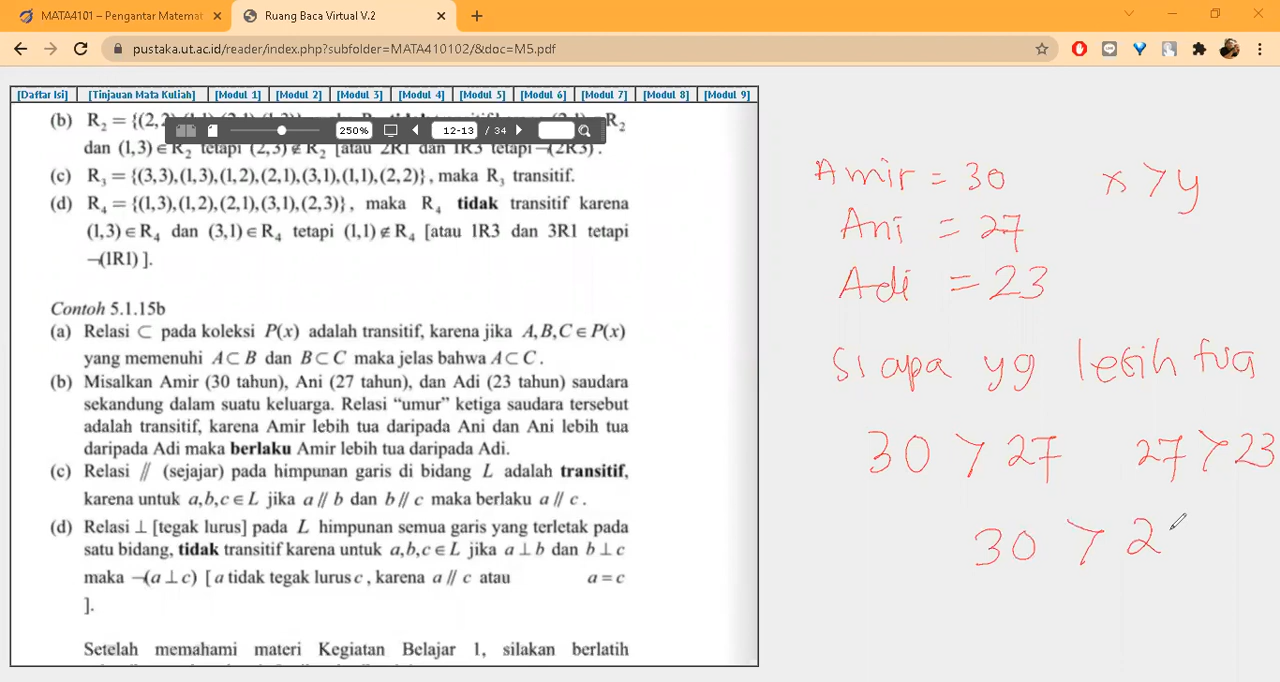 MATA4101 – Pengantar Matemat
Ruang Baca Virtual V.2
pustaka.ut.ac.id/reader/index.php?subfolder=MATA410102/&doc=M5.pdf
[Daftar Isi] [Tinjauan Mata Kuliah] [Modul 1] [Modul 2] [Modul 3] [Modul 4] [Modul 5] [Modul 6] [Modul 7] [Modul 8] [Modul 9]
250% 12-13 / 34
(b) R₂ = {(2,2
dan (1,3) ∈ R₂ tetapi (2,3) ∉ R₂ [atau 2R1 dan 1R3 tetapi ¬(2R3) .
(c) R₃ = {(3,3),(1,3),(1,2),(2,1),(3,1),(1,1),(2,2)}, maka R₃ transitif.
(d) R₄ = {(1,3),(1,2),(2,1),(3,1),(2,3)}, maka R₄ tidak transitif karena
(1,3) ∈ R₄ dan (3,1) ∈ R₄ tetapi (1,1) ∉ R₄ [atau 1R3 dan 3R1 tetapi
¬(1R1) ].
Contoh 5.1.15b
(a) Relasi ⊂ pada koleksi P(x) adalah transitif, karena jika A,B,C ∈ P(x)
yang memenuhi A ⊂ B dan B ⊂ C maka jelas bahwa A ⊂ C .
(b) Misalkan Amir (30 tahun), Ani (27 tahun), dan Adi (23 tahun) saudara
sekandung dalam suatu keluarga. Relasi “umur” ketiga saudara tersebut
adalah transitif, karena Amir lebih tua daripada Ani dan Ani lebih tua
daripada Adi maka berlaku Amir lebih tua daripada Adi.
(c) Relasi // (sejajar) pada himpunan garis di bidang L adalah transitif,
karena untuk a,b,c ∈ L jika a // b dan b // c maka berlaku a // c .
(d) Relasi ⊥ [tegak lurus] pada L himpunan semua garis yang terletak pada
satu bidang, tidak transitif karena untuk a,b,c ∈ L jika a ⊥ b dan b ⊥ c
maka ¬(a ⊥ c) [ a tidak tegak lurus c , karena a // c atau a = c
].
Setelah memahami materi Kegiatan Belajar 1, silakan berlatih
Amir = 30 x > y
Ani = 27
Adi = 23
siapa yg lebih tua
30 > 27 27 > 23
30 > 2